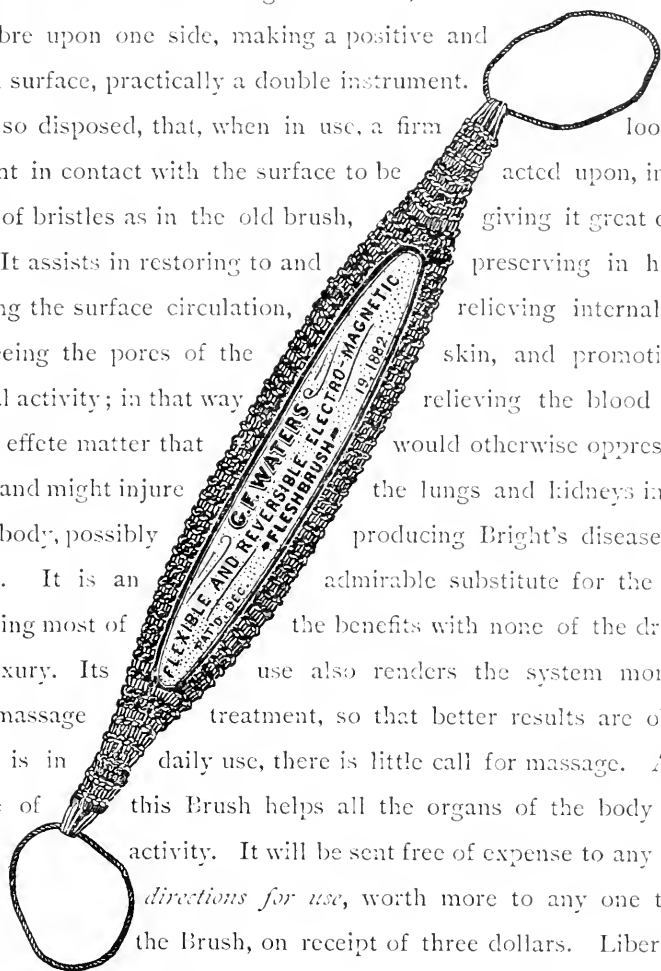 bre upon one side, making a positive and
surface, practically a double instrument.
so disposed, that, when in use, a firm loo
nt in contact with the surface to be acted upon, in
of bristles as in the old brush, giving it great
It assists in restoring to and preserving in h
ng the surface circulation, relieving internal
eeing the pores of the skin, and promoti
l activity; in that way relieving the blood
effete matter that would otherwise oppres
and might injure the lungs and kidneys in
body, possibly producing Bright's disease
. It is an admirable substitute for the
ing most of the benefits with none of the dr
xury. Its use also renders the system mor
massage treatment, so that better results are o
is in daily use, there is little call for massage. A
of this Brush helps all the organs of the body
activity. It will be sent free of expense to any
directions for use, worth more to any one t
the Brush, on receipt of three dollars. Liber
G.F. WATERS
FLEXIBLE AND REVERSIBLE ELECTRO-MAGNETIC
FLESHBRUSH
PAT'D. DEC. 19, 1882.